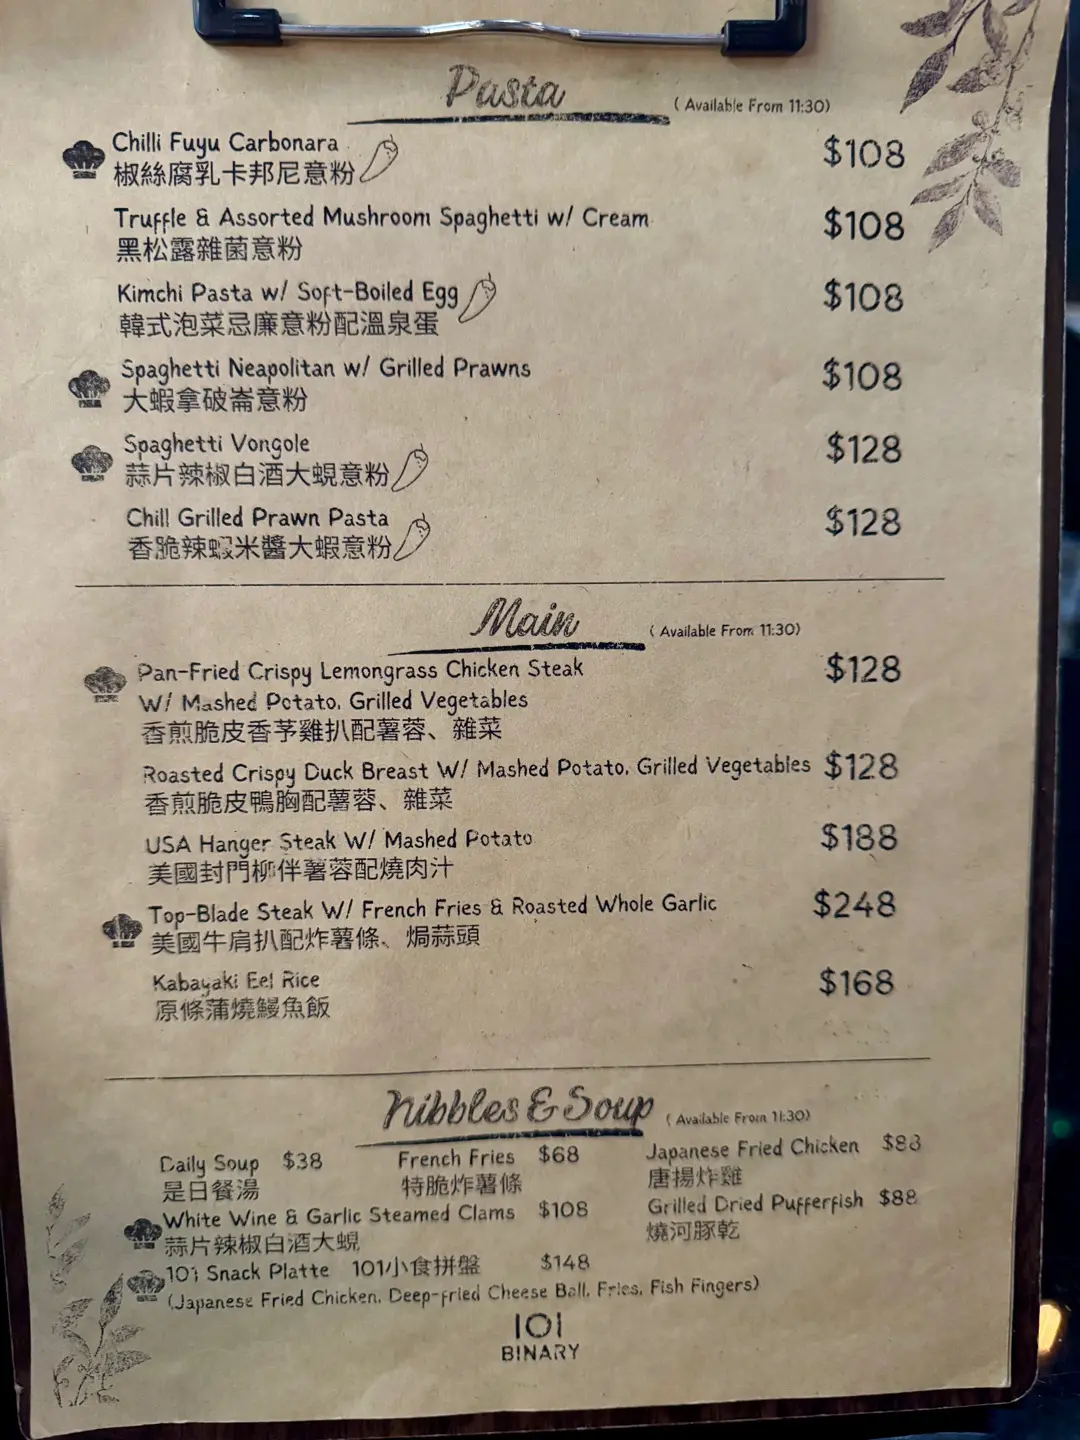 Pasta
( Available From 11:30)
Chilli Fuyu Carbonara
$108
椒絲腐乳卡邦尼意粉
Truffle & Assorted Mushroom Spaghetti w/ Cream
$108
黑松露雜菌意粉
Kimchi Pasta w/ Soft-Boiled Egg
$108
韓式泡菜忌廉意粉配溫泉蛋
Spaghetti Neapolitan w/ Grilled Prawns
$108
大蝦拿破崙意粉
Spaghetti Vongole
$128
蒜片辣椒白酒大蜆意粉
Chill Grilled Prawn Pasta
$128
香脆辣蝦米醬大蝦意粉
Main
( Available From 11:30)
Pan-Fried Crispy Lemongrass Chicken Steak
$128
W/ Mashed Potato, Grilled Vegetables
香煎脆皮香茅雞扒配薯蓉、雜菜
Roasted Crispy Duck Breast W/ Mashed Potato, Grilled Vegetables
$128
香煎脆皮鴨胸配薯蓉、雜菜
USA Hanger Steak W/ Mashed Potato
$188
美國封門柳伴薯蓉配燒肉汁
Top-Blade Steak W/ French Fries & Roasted Whole Garlic
$248
美國牛肩扒配炸薯條、焗蒜頭
Kabayaki Eel Rice
$168
原條蒲燒鰻魚飯
Nibbles & Soup
( Available From 11:30)
Daily Soup $38
是日餐湯
French Fries $68
特脆炸薯條
Japanese Fried Chicken $88
唐揚炸雞
White Wine & Garlic Steamed Clams $108
蒜片辣椒白酒大蜆
Grilled Dried Pufferfish $88
燒河豚乾
101 Snack Platte 101小食拼盤 $148
(Japanese Fried Chicken, Deep-fried Cheese Ball, Fries, Fish Fingers)
101
BINARY